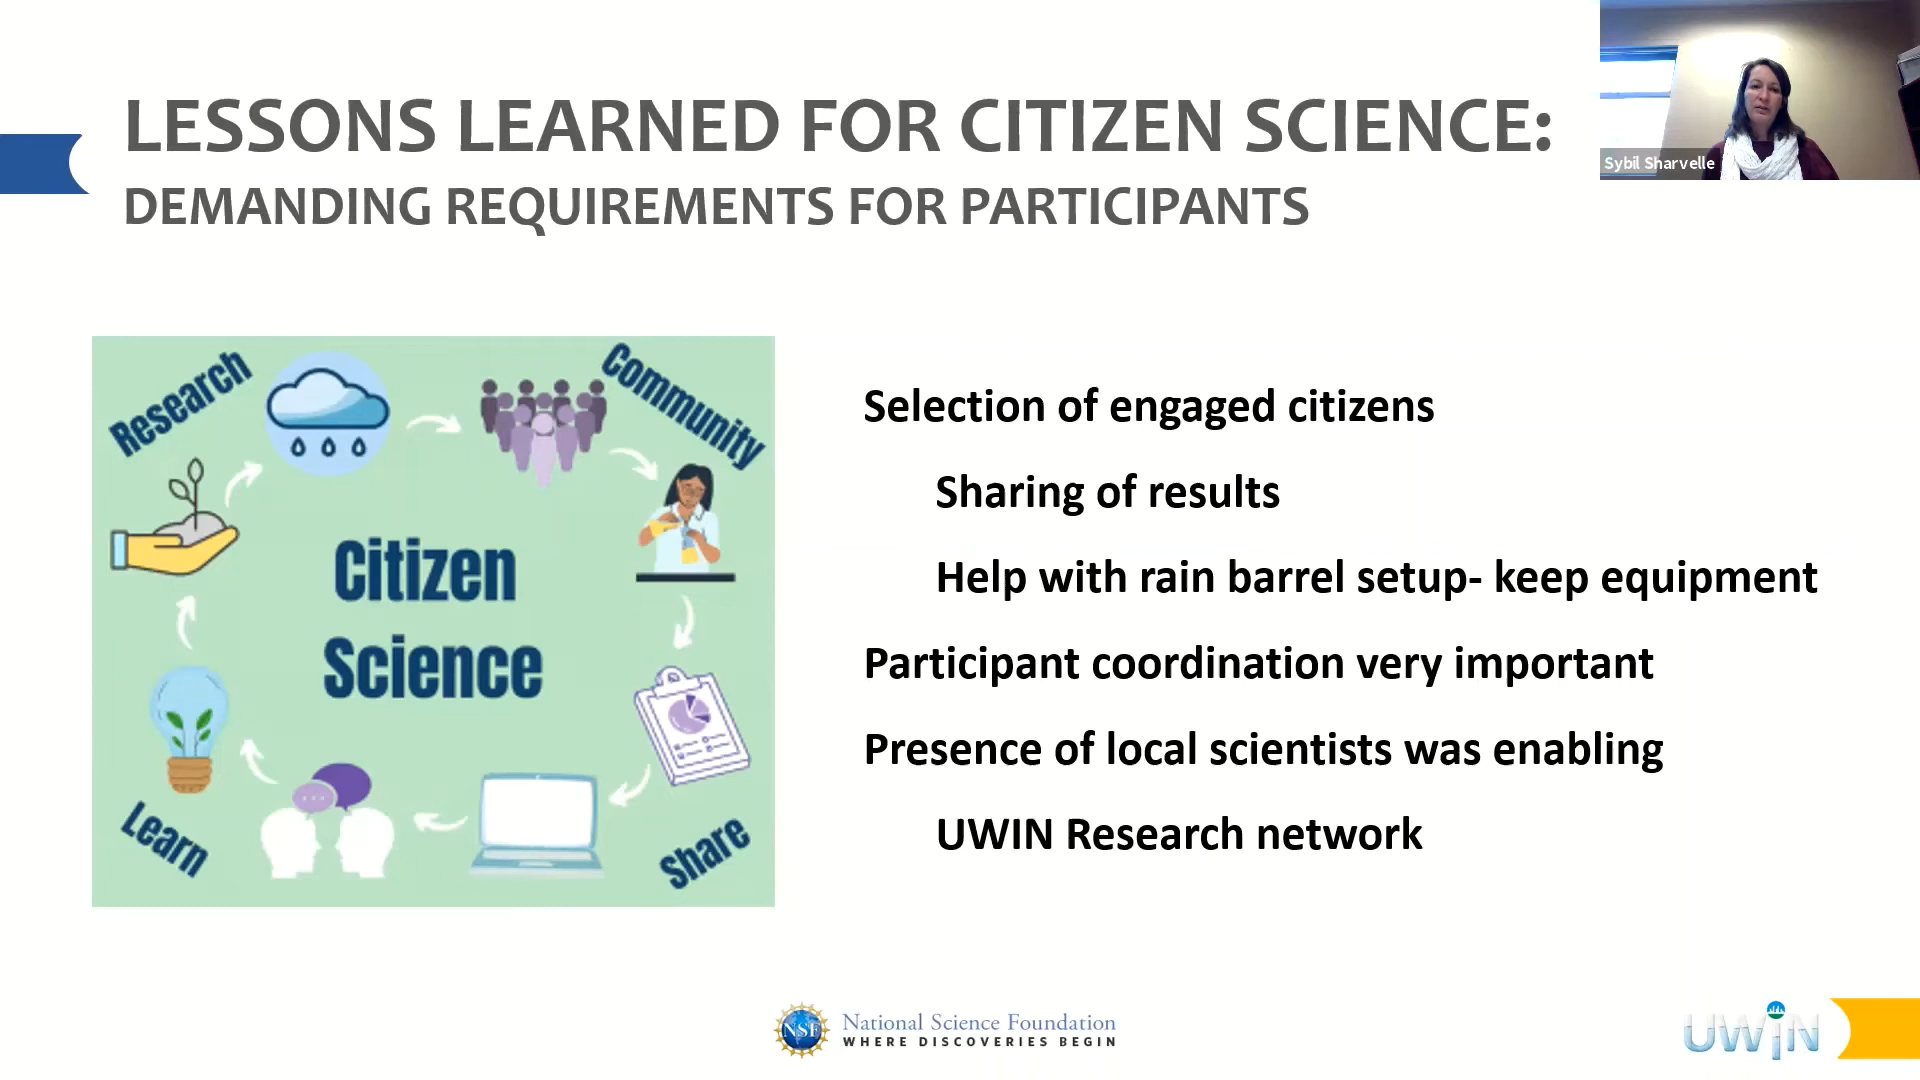 LESSONS LEARNED FOR CITIZEN SCIENCE:
DEMANDING REQUIREMENTS FOR PARTICIPANTS
Sybil Sharvelle
Research
Community
Citizen
Science
Learn
Share
Selection of engaged citizens
Sharing of results
Help with rain barrel setup- keep equipment
Participant coordination very important
Presence of local scientists was enabling
UWIN Research network
NSF
National Science Foundation
WHERE DISCOVERIES BEGIN
UWiN